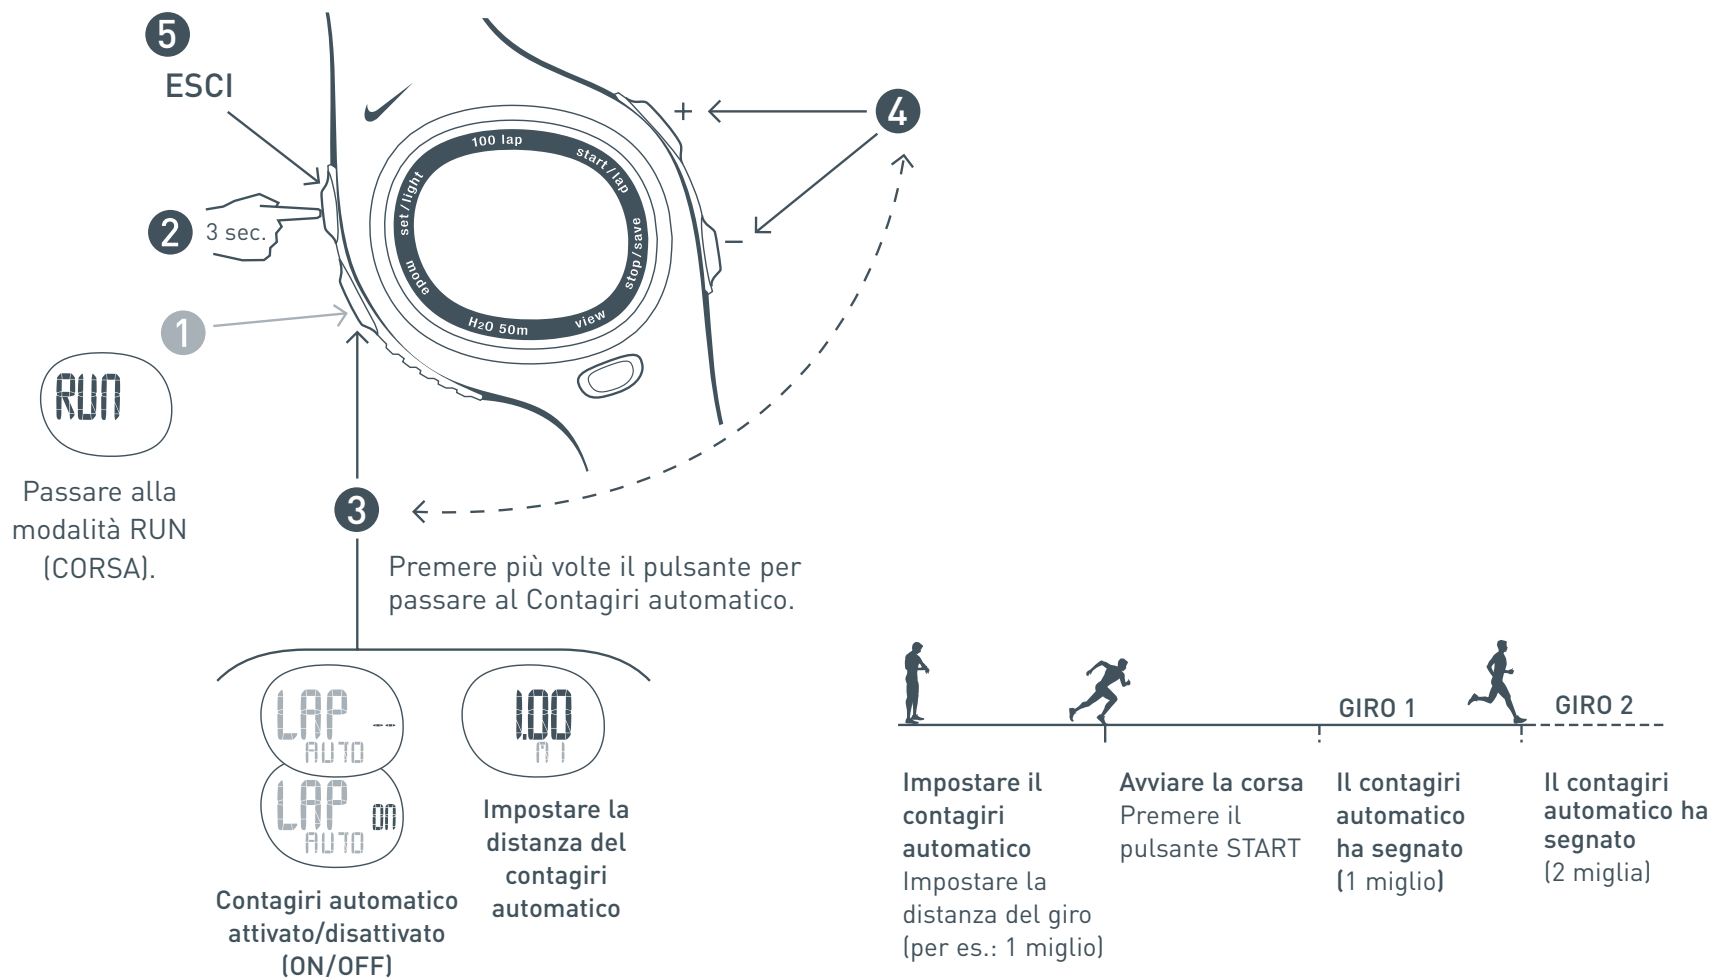 5
ESCI
4
+
100 lap
start/lap
set/light
2
3 sec.
–
stop/save
mode
1
H2O 50m
view
RUN
Passare alla
modalità RUN
(CORSA).
3
Premere più volte il pulsante per
passare al Contagiri automatico.
LAP --
AUTO
LAP ON
AUTO
Contagiri automatico
attivato/disattivato
(ON/OFF)
1.00
MI
Impostare la
distanza del
contagiri
automatico
GIRO 1
GIRO 2
Impostare il
contagiri
automatico
Impostare la
distanza del giro
(per es.: 1 miglio)
Avviare la corsa
Premere il
pulsante START
Il contagiri
automatico
ha segnato
(1 miglio)
Il contagiri
automatico ha
segnato
(2 miglia)